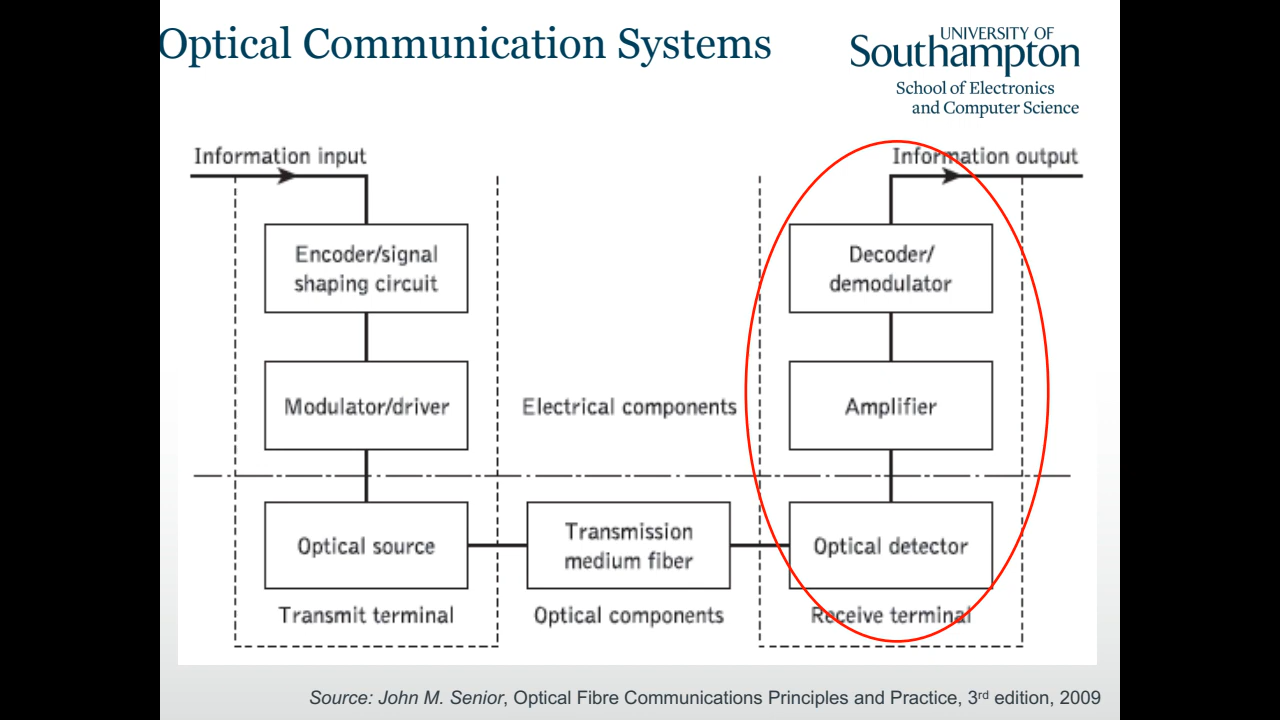 Optical Communication Systems
UNIVERSITY OF
Southampton
School of Electronics
and Computer Science
Information input
Information output
Encoder/signal
shaping circuit
Decoder/
demodulator
Modulator/driver
Electrical components
Amplifier
Optical source
Transmission
medium fiber
Optical detector
Transmit terminal
Optical components
Receive terminal
Source: John M. Senior, Optical Fibre Communications Principles and Practice, 3rd edition, 2009